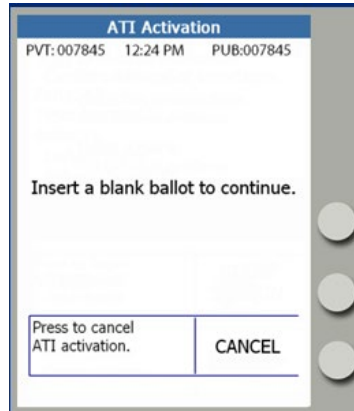 ATI Activation
PVT: 007845 12:24 PM PUB:007845
Insert a blank ballot to continue.
Press to cancel
ATI activation.
CANCEL